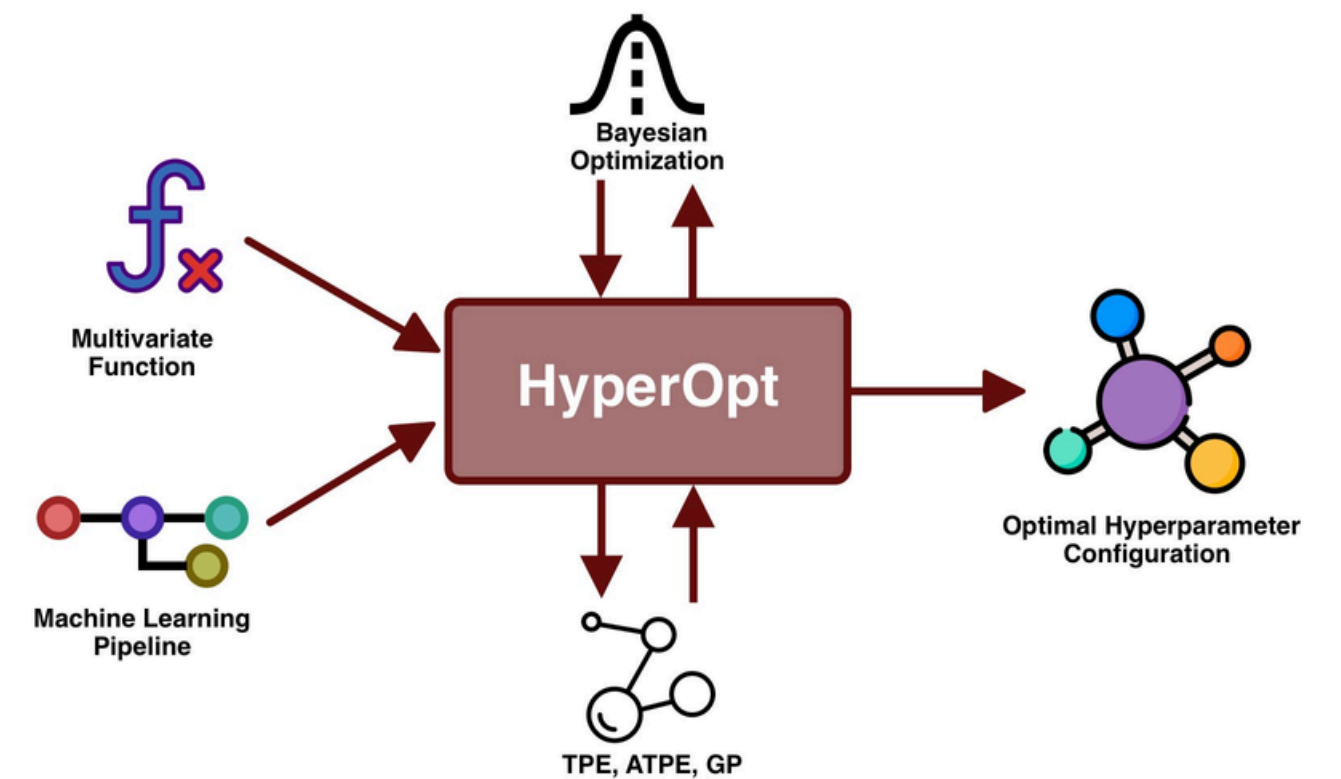 Bayesian
Optimization
Multivariate
Function
HyperOpt
Optimal Hyperparameter
Configuration
Machine Learning
Pipeline
TPE, ATPE, GP